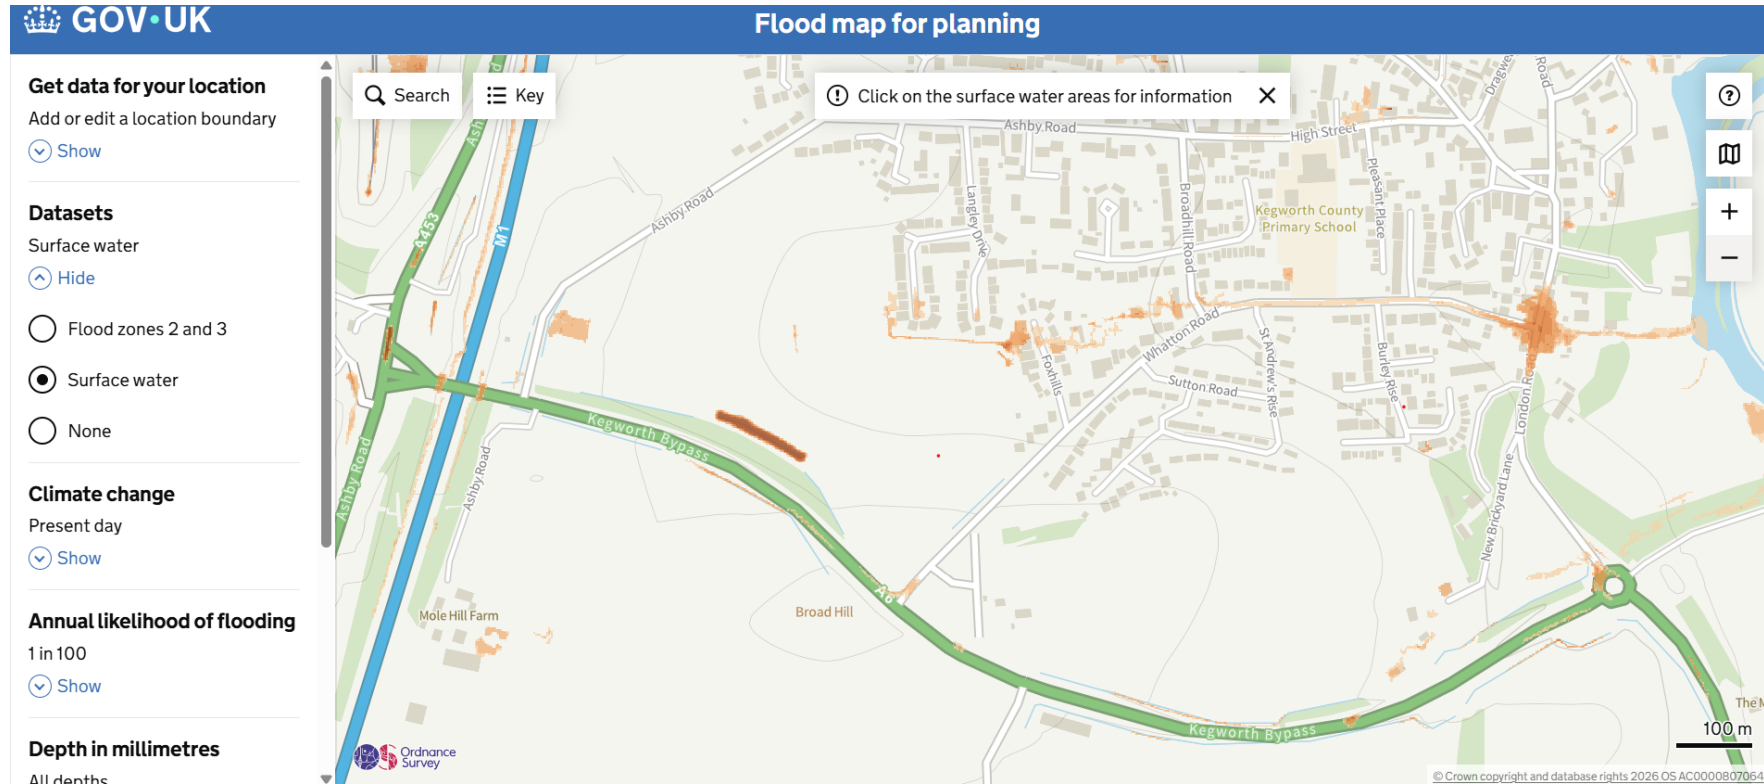 GOV•UK
Flood map for planning
Get data for your location
Add or edit a location boundary
Show
Datasets
Surface water
Hide
Flood zones 2 and 3
Surface water
None
Climate change
Present day
Show
Annual likelihood of flooding
1 in 100
Show
Depth in millimetres
All depths
Search
Key
Click on the surface water areas for information
Ashby Road
High Street
Road
A453
M1
Ashby Road
Langley Drive
Broadhill Road
Pleasant Place
Kegworth County
Primary School
Whatton Road
St Andrew's Rise
Foxhills
Sutton Road
Burley Rise
London Road
New Brickyard Lane
Kegworth Bypass
Ashby Road
Ashby Road
A6
Broad Hill
Mole Hill Farm
Kegworth Bypass
The M
100 m
Ordnance
Survey
© Crown copyright and database rights 2026 OS AC000080706